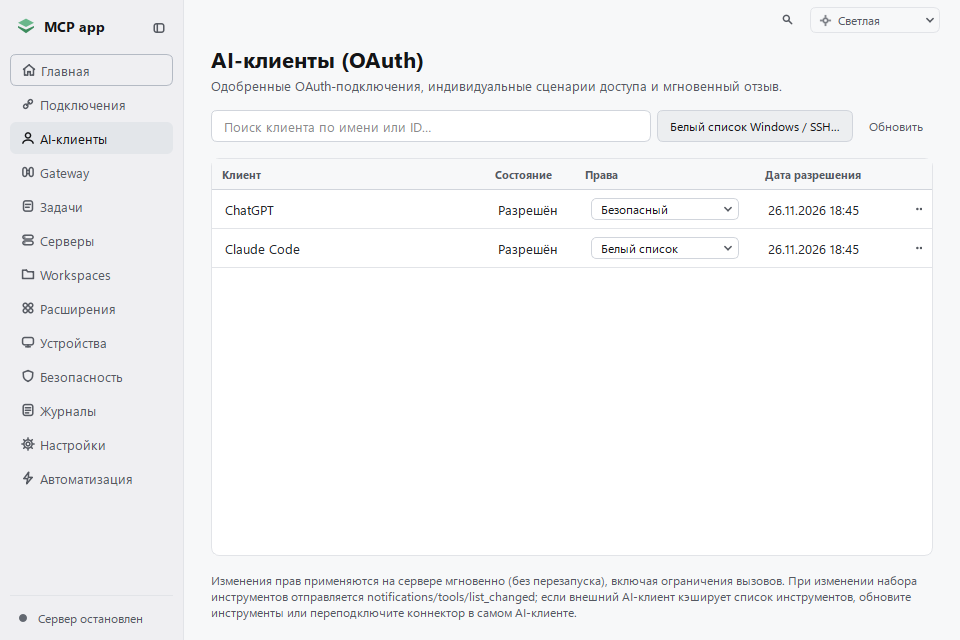 MCP app
Светлая
Главная
Подключения
AI-клиенты
Gateway
Задачи
Серверы
Workspaces
Расширения
Устройства
Безопасность
Журналы
Настройки
Автоматизация
Сервер остановлен
AI-клиенты (OAuth)
Одобренные OAuth-подключения, индивидуальные сценарии доступа и мгновенный отзыв.
Поиск клиента по имени или ID...
Белый список Windows / SSH...
Обновить
Клиент Состояние Права Дата разрешения
ChatGPT Разрешён Безопасный 26.11.2026 18:45
Claude Code Разрешён Белый список 26.11.2026 18:45
Изменения прав применяются на сервере мгновенно (без перезапуска), включая ограничения вызовов. При изменении набора
инструментов отправляется notifications/tools/list_changed; если внешний AI-клиент кэширует список инструментов, обновите
инструменты или переподключите коннектор в самом AI-клиенте.